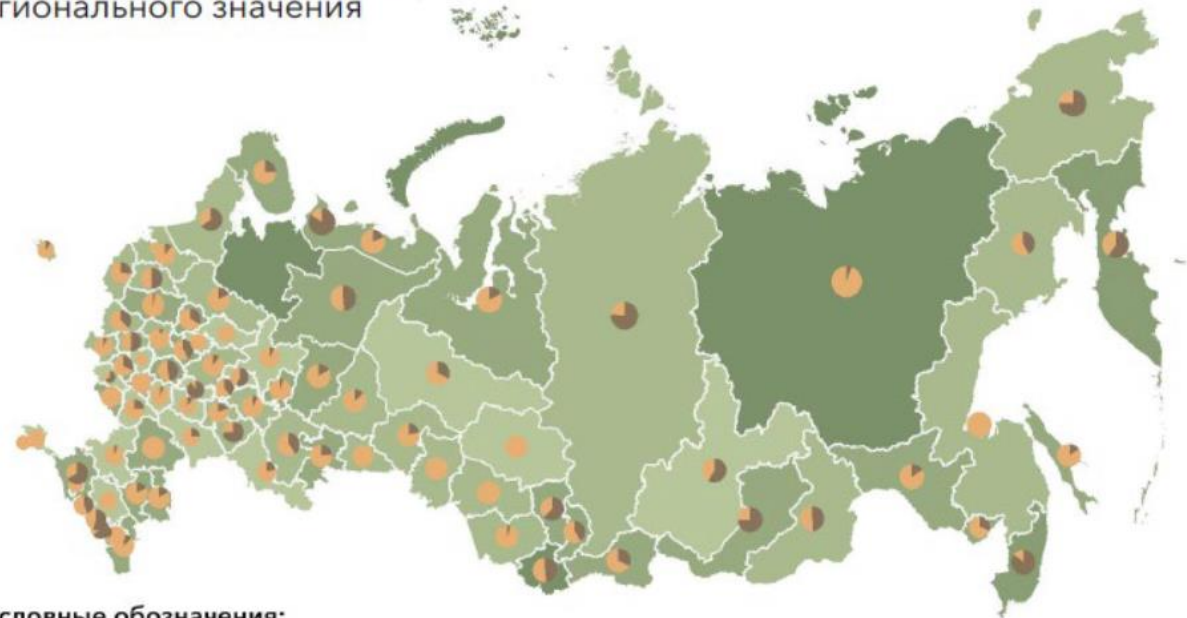 гионального значения
словные обозначения: